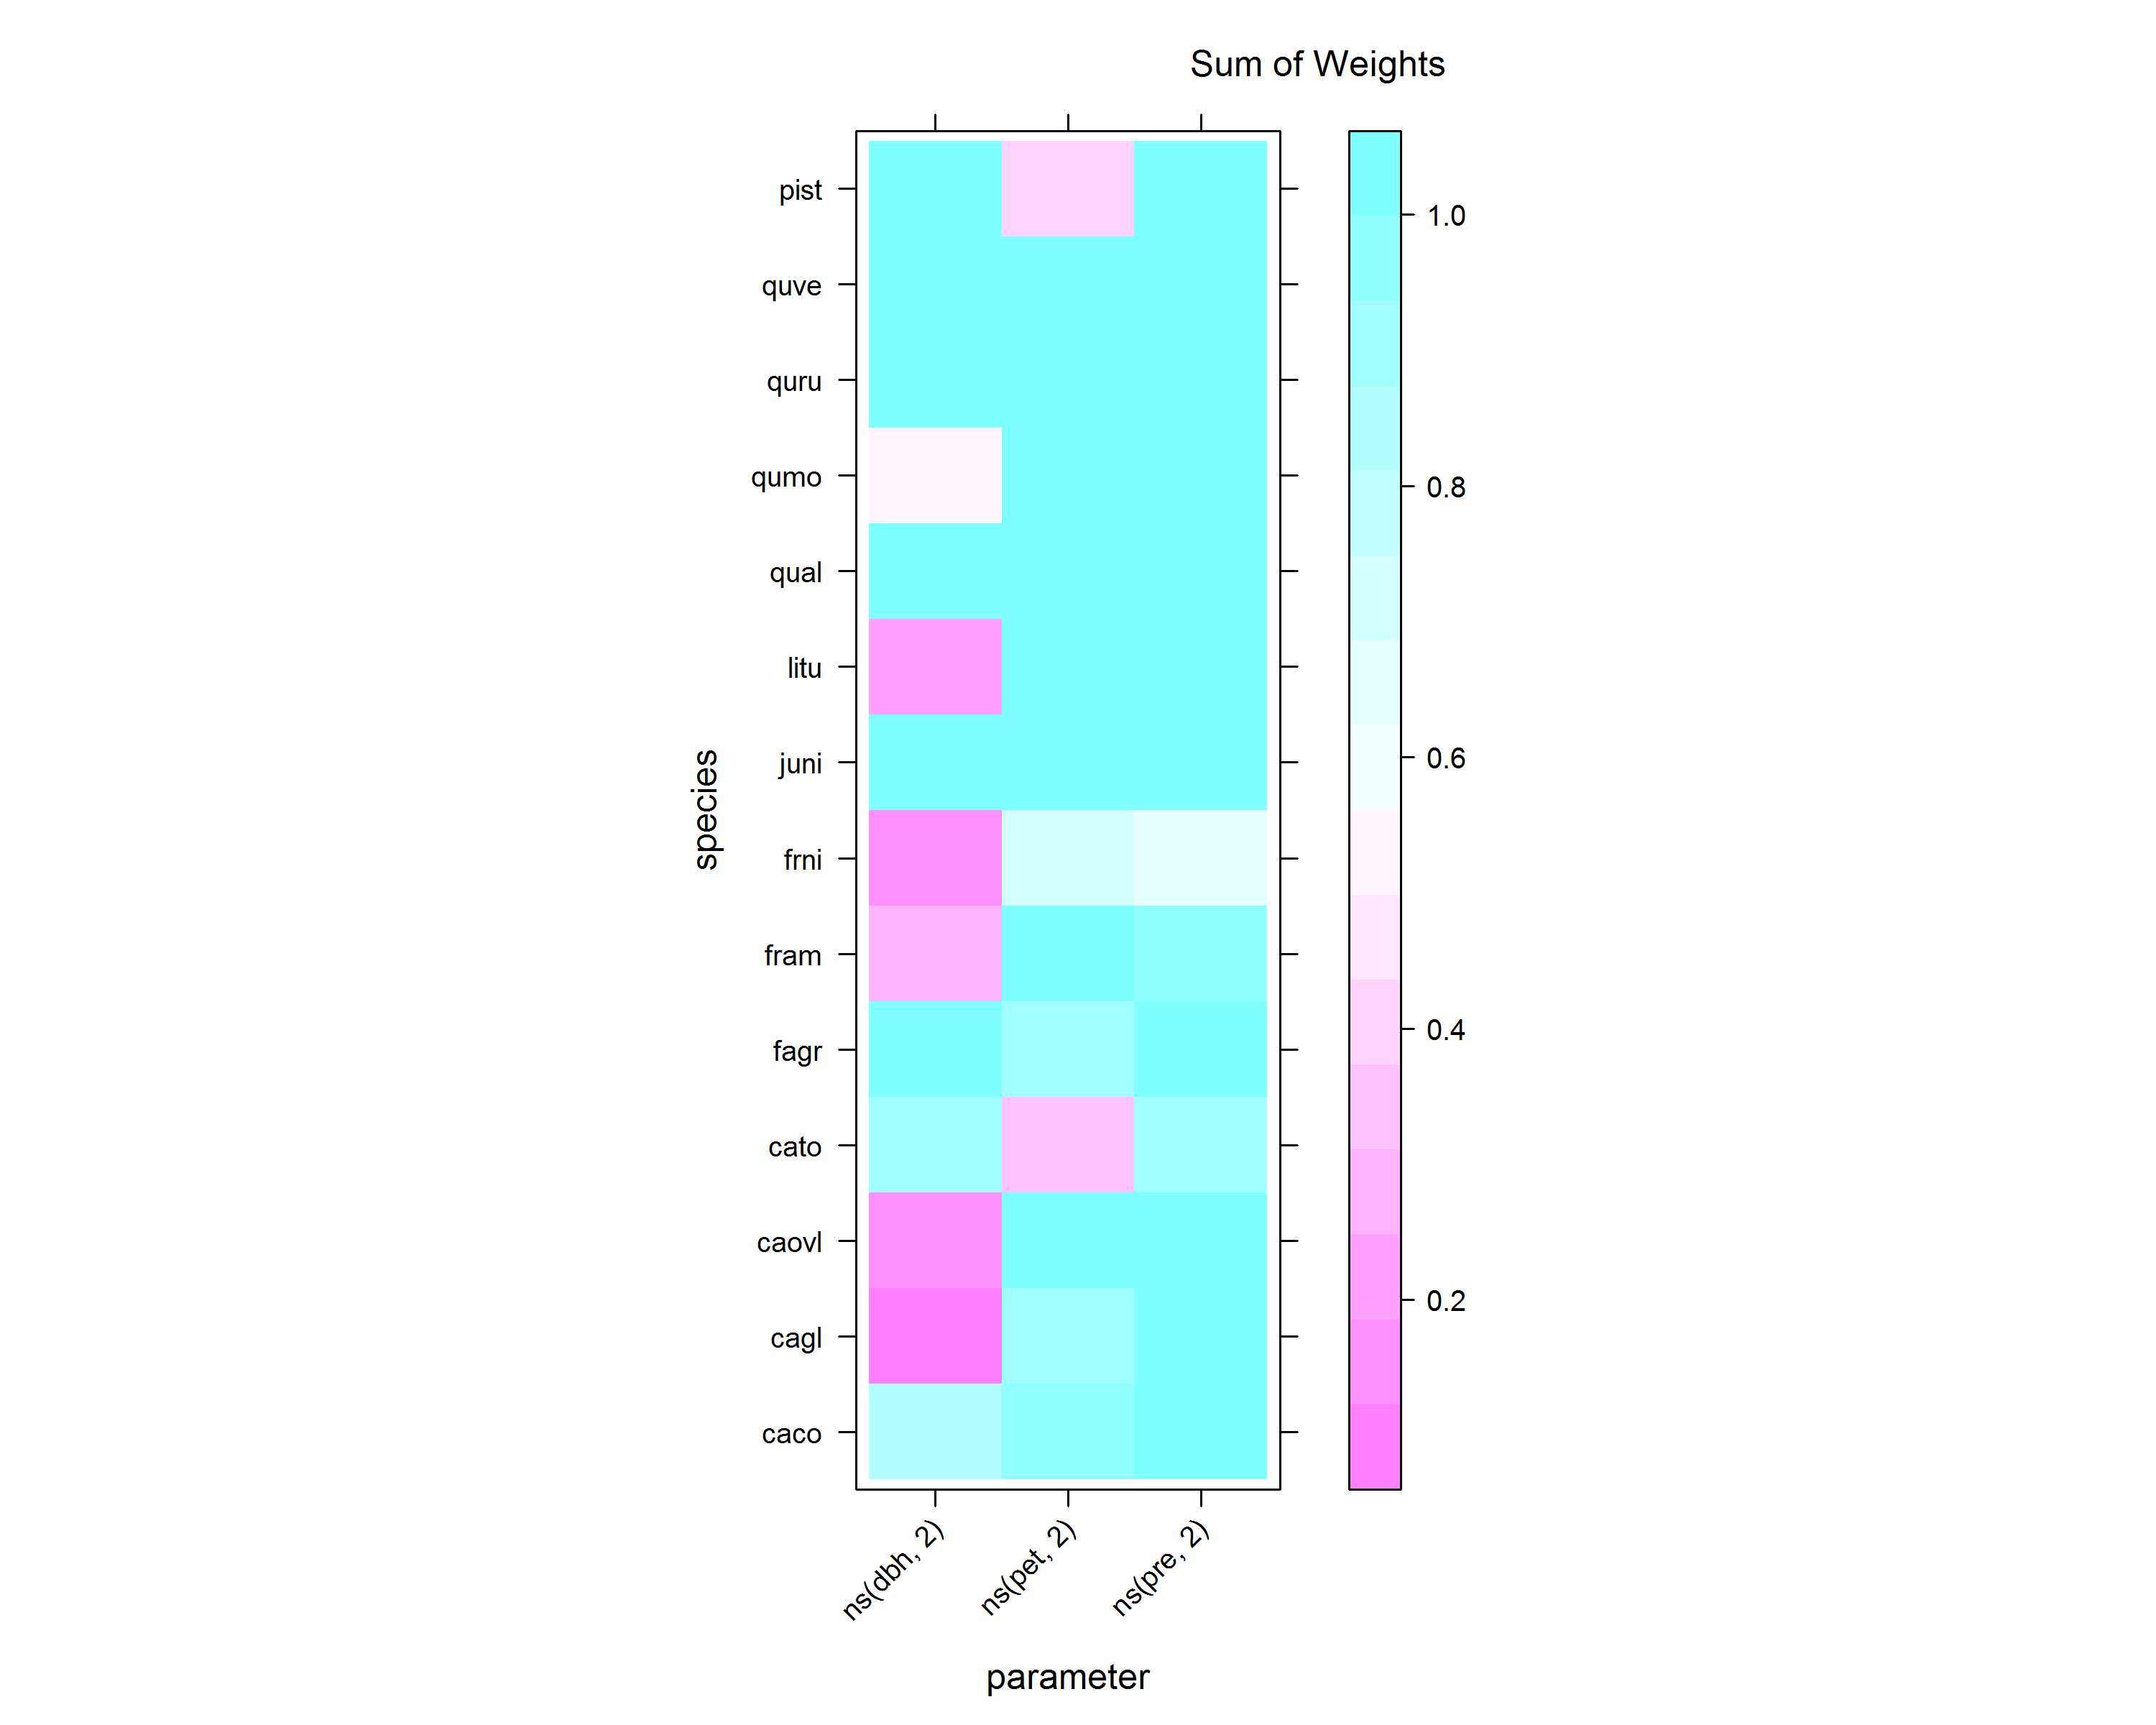 Sum of Weights
pist
quve
quru
qumo
qual
litu
juni
frni
fram
fagr
cato
caovl
cagl
caco
species
1.0
0.8
0.6
0.4
0.2
ns(dbh, 2)
ns(pet, 2)
ns(pre, 2)
parameter